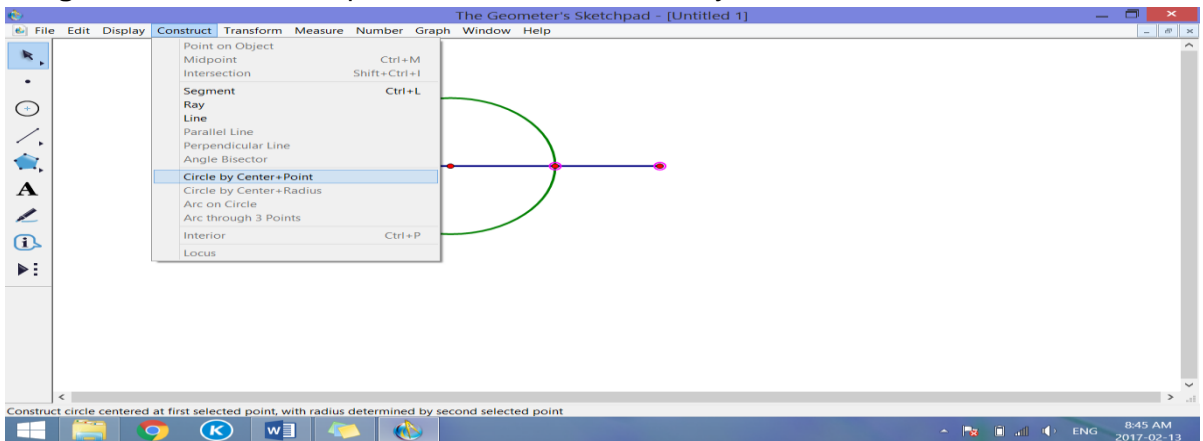 The Geometer's Sketchpad - [Untitled 1]
File Edit Display Construct Transform Measure Number Graph Window Help
Point on Object
Midpoint Ctrl+M
Intersection Shift+Ctrl+I
Segment Ctrl+L
Ray
Line
Parallel Line
Perpendicular Line
Angle Bisector
Circle by Center+Point
Circle by Center+Radius
Arc on Circle
Arc through 3 Points
Interior Ctrl+P
Locus
A
Construct circle centered at first selected point, with radius determined by second selected point
K
W
ENG
8:45 AM
2017-02-13